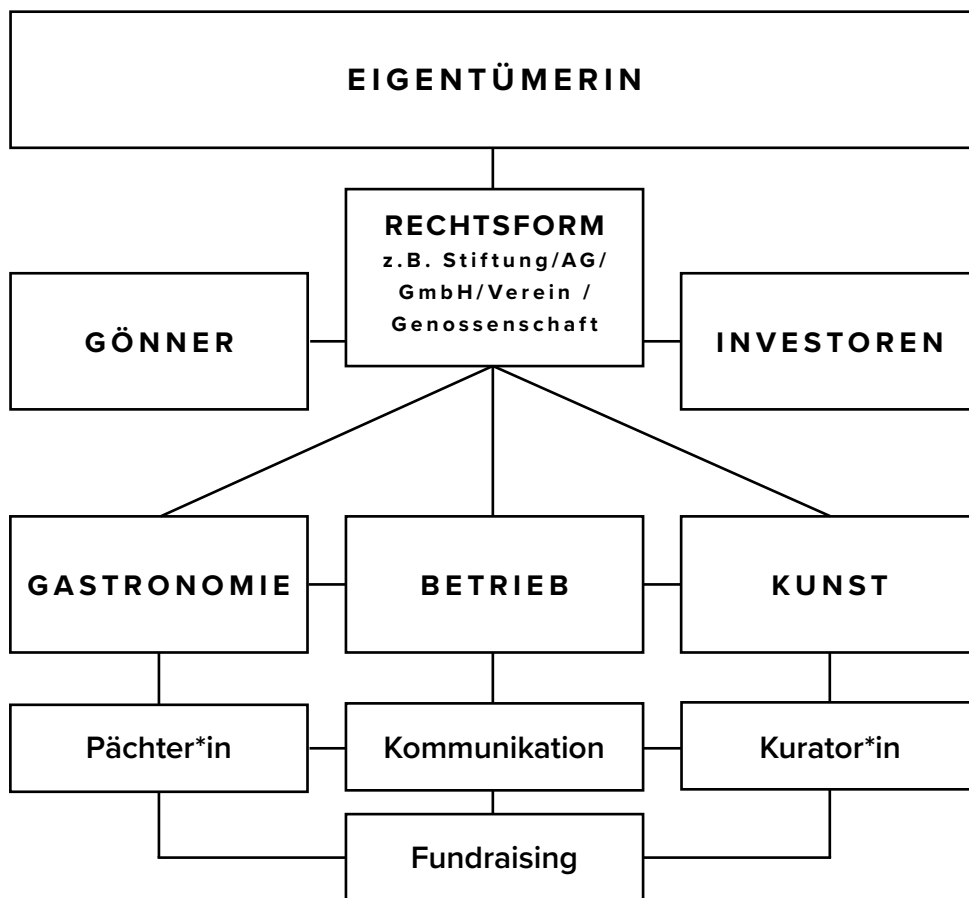 EIGENTÜMERIN
RECHTSFORM
z.B. Stiftung/AG/
GmbH/Verein /
Genossenschaft
GÖNNER
INVESTOREN
GASTRONOMIE
BETRIEB
KUNST
Pächter*in
Kommunikation
Kurator*in
Fundraising